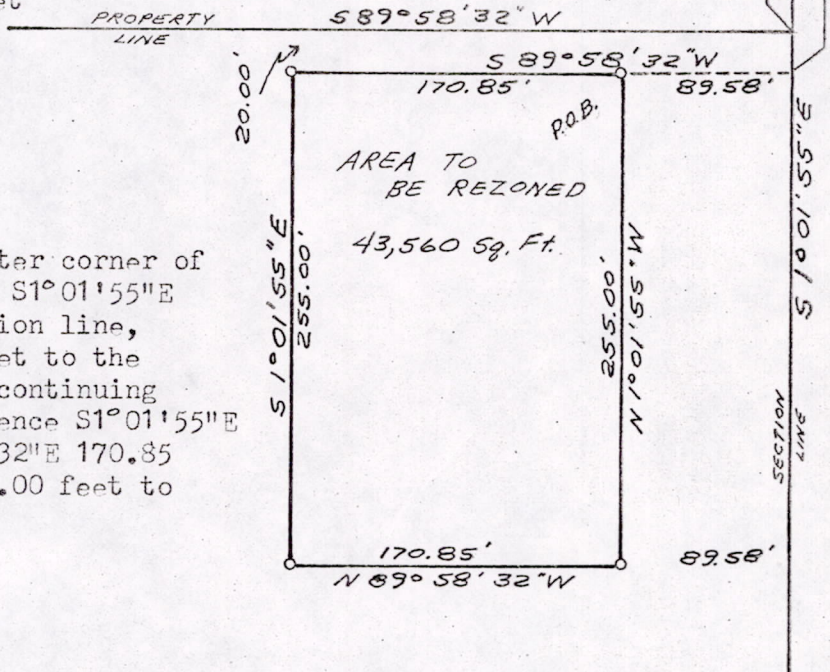 PROPERTY
LINE
S 89° 58' 32" W
20.00'
S 89° 58' 32" W
170.85'
89.58'
P.O.B.
AREA TO
BE REZONED
43,560 Sq. Ft.
S 1° 01' 55" E
255.00'
255.00'
N 1° 01' 55" W
S 1° 01' 55" E
SECTION
LINE
170.85'
N 89° 58' 32" W
89.58'
ter corner of
S1°01'55"E
ion line,
et to the
continuing
ence S1°01'55"E
32"E 170.85
.00 feet to